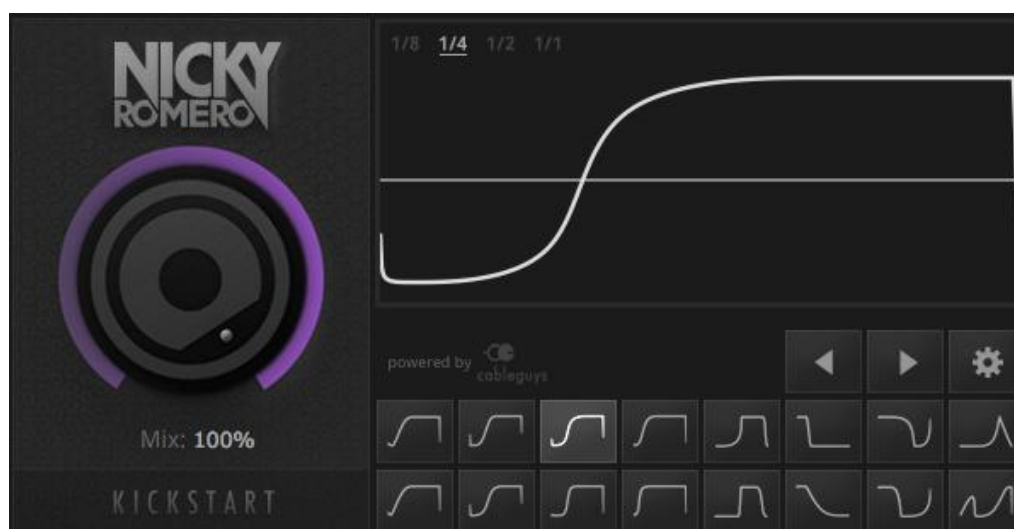 NICKY
ROMERO
1/8 1/4 1/2 1/1
powered by cableguys
Mix: 100%
KICKSTART